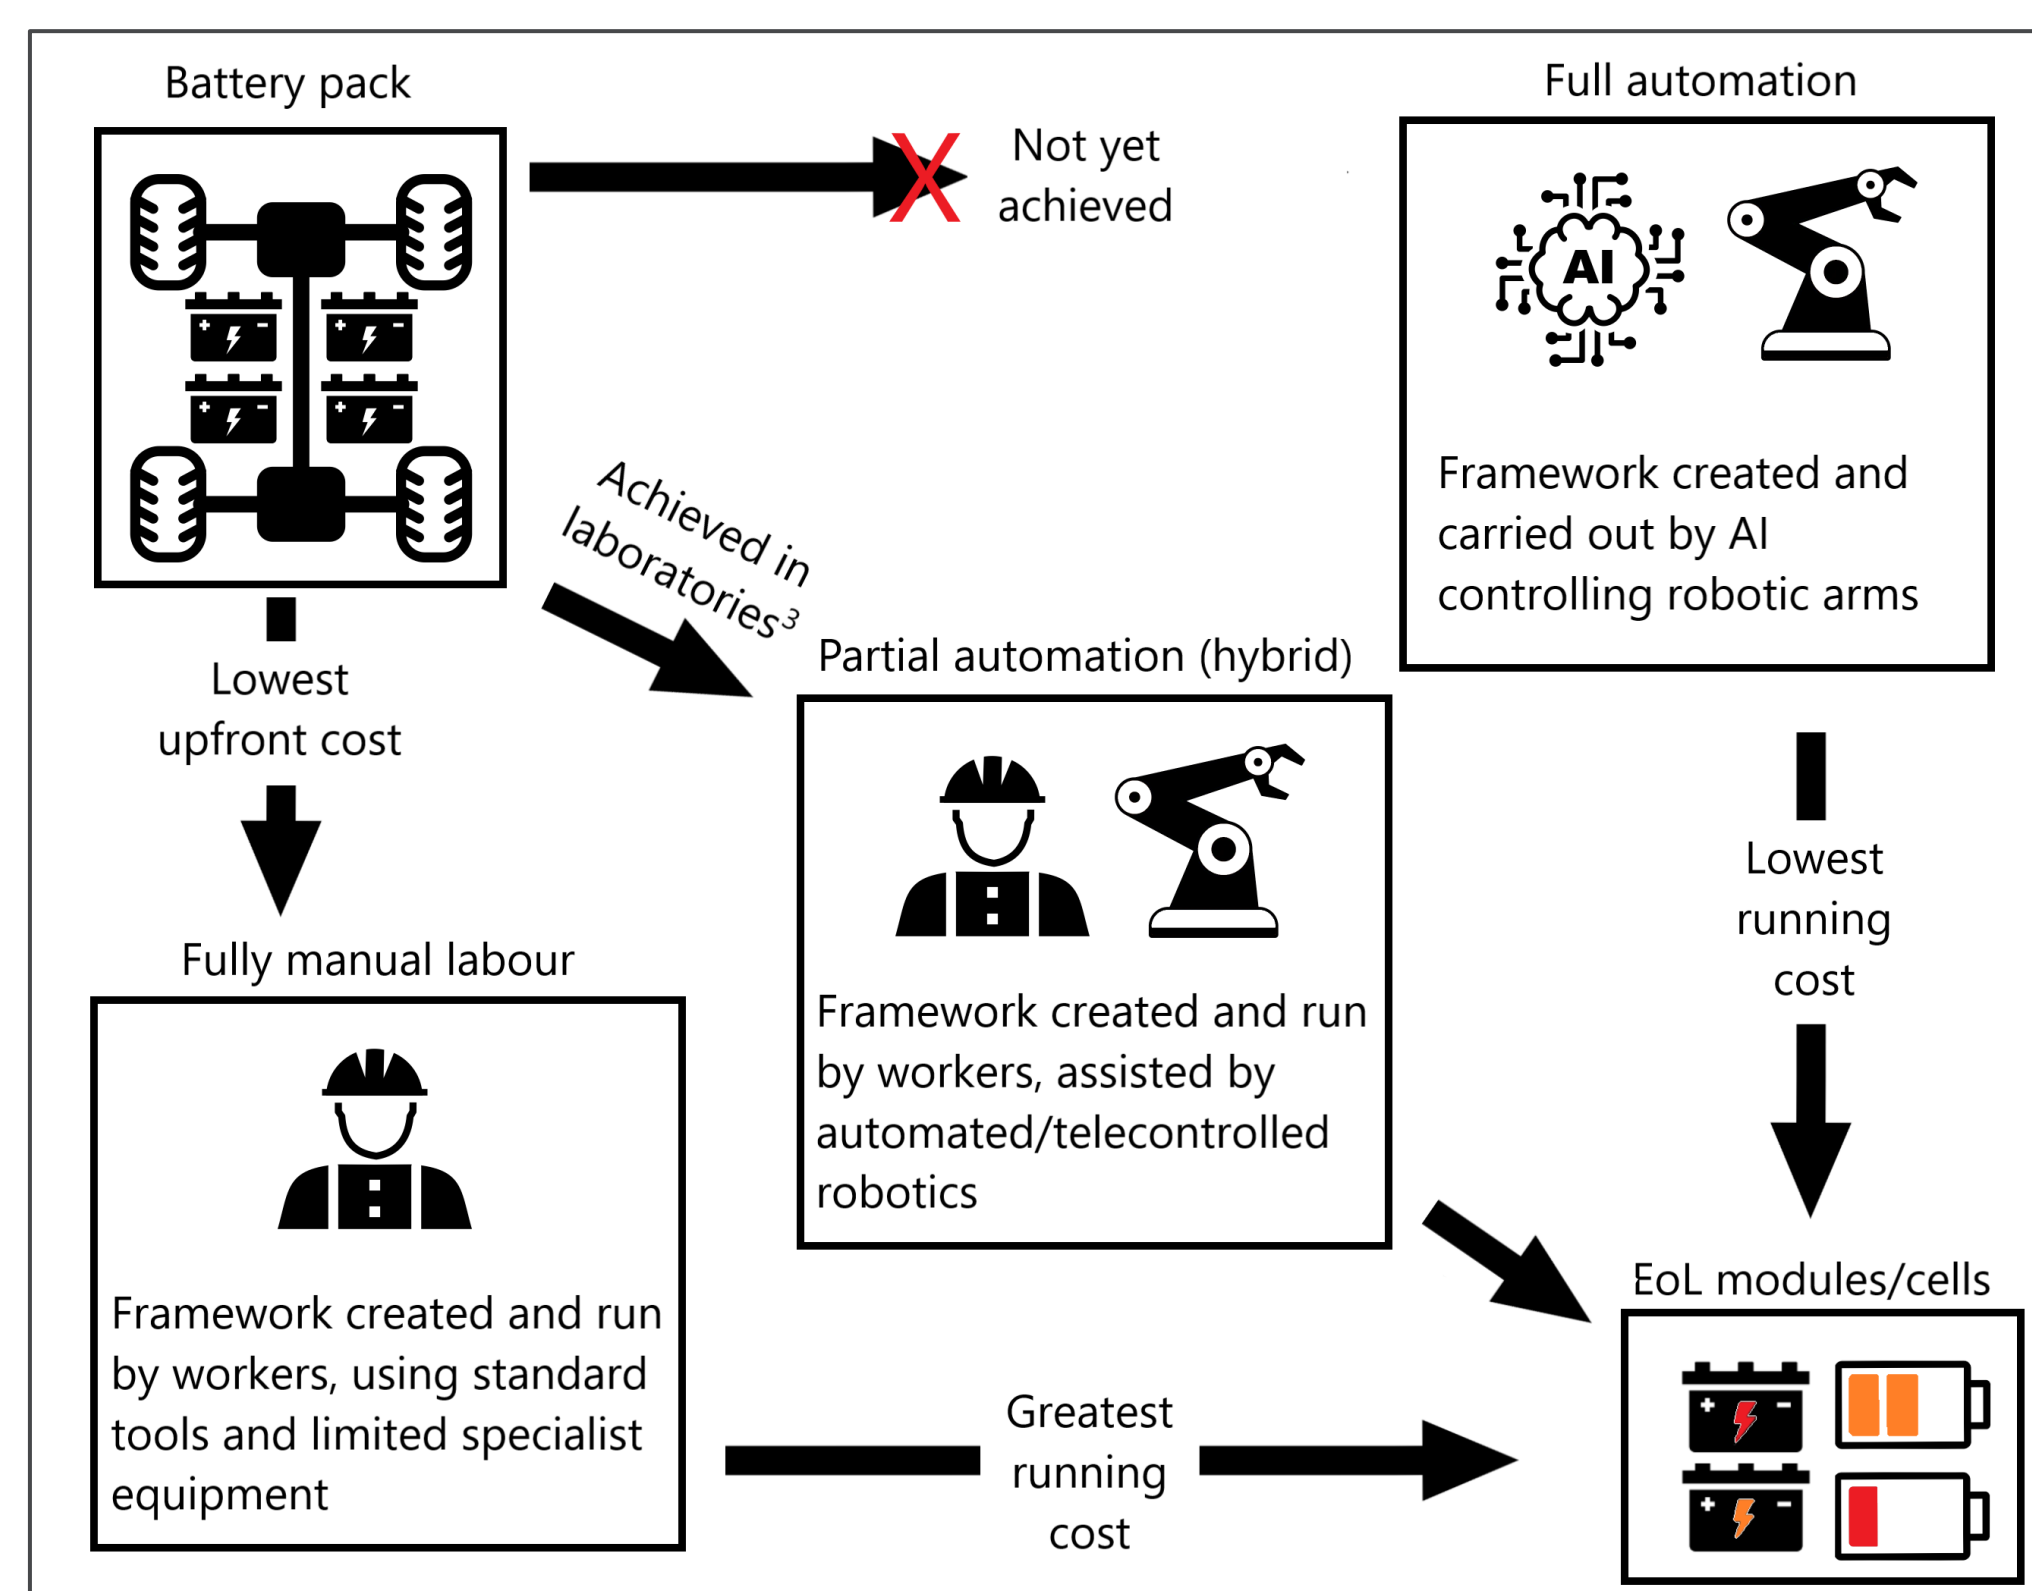 Battery pack
Not yet
achieved
Full automation
AI
Framework created and
carried out by AI
controlling robotic arms
Achieved in
laboratories³
Lowest
upfront cost
Partial automation (hybrid)
Framework created and run
by workers, assisted by
automated/telecontrolled
robotics
Lowest
running
cost
Fully manual labour
Framework created and run
by workers, using standard
tools and limited specialist
equipment
Greatest
running
cost
EoL modules/cells